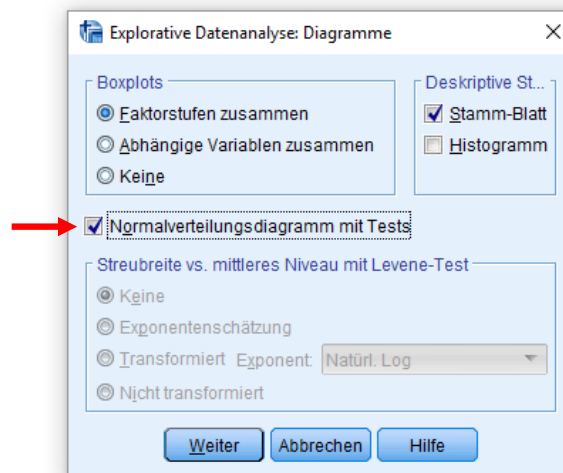 Explorative Datenanalyse: Diagramme
Boxplots
Faktorstufen zusammen
Abhängige Variablen zusammen
Keine
Deskriptive St...
Stamm-Blatt
Histogramm
Normalverteilungsdiagramm mit Tests
Streubreite vs. mittleres Niveau mit Levene-Test
Keine
Exponentenschätzung
Transformiert Exponent: Natürl. Log
Nicht transformiert
Weiter Abbrechen Hilfe